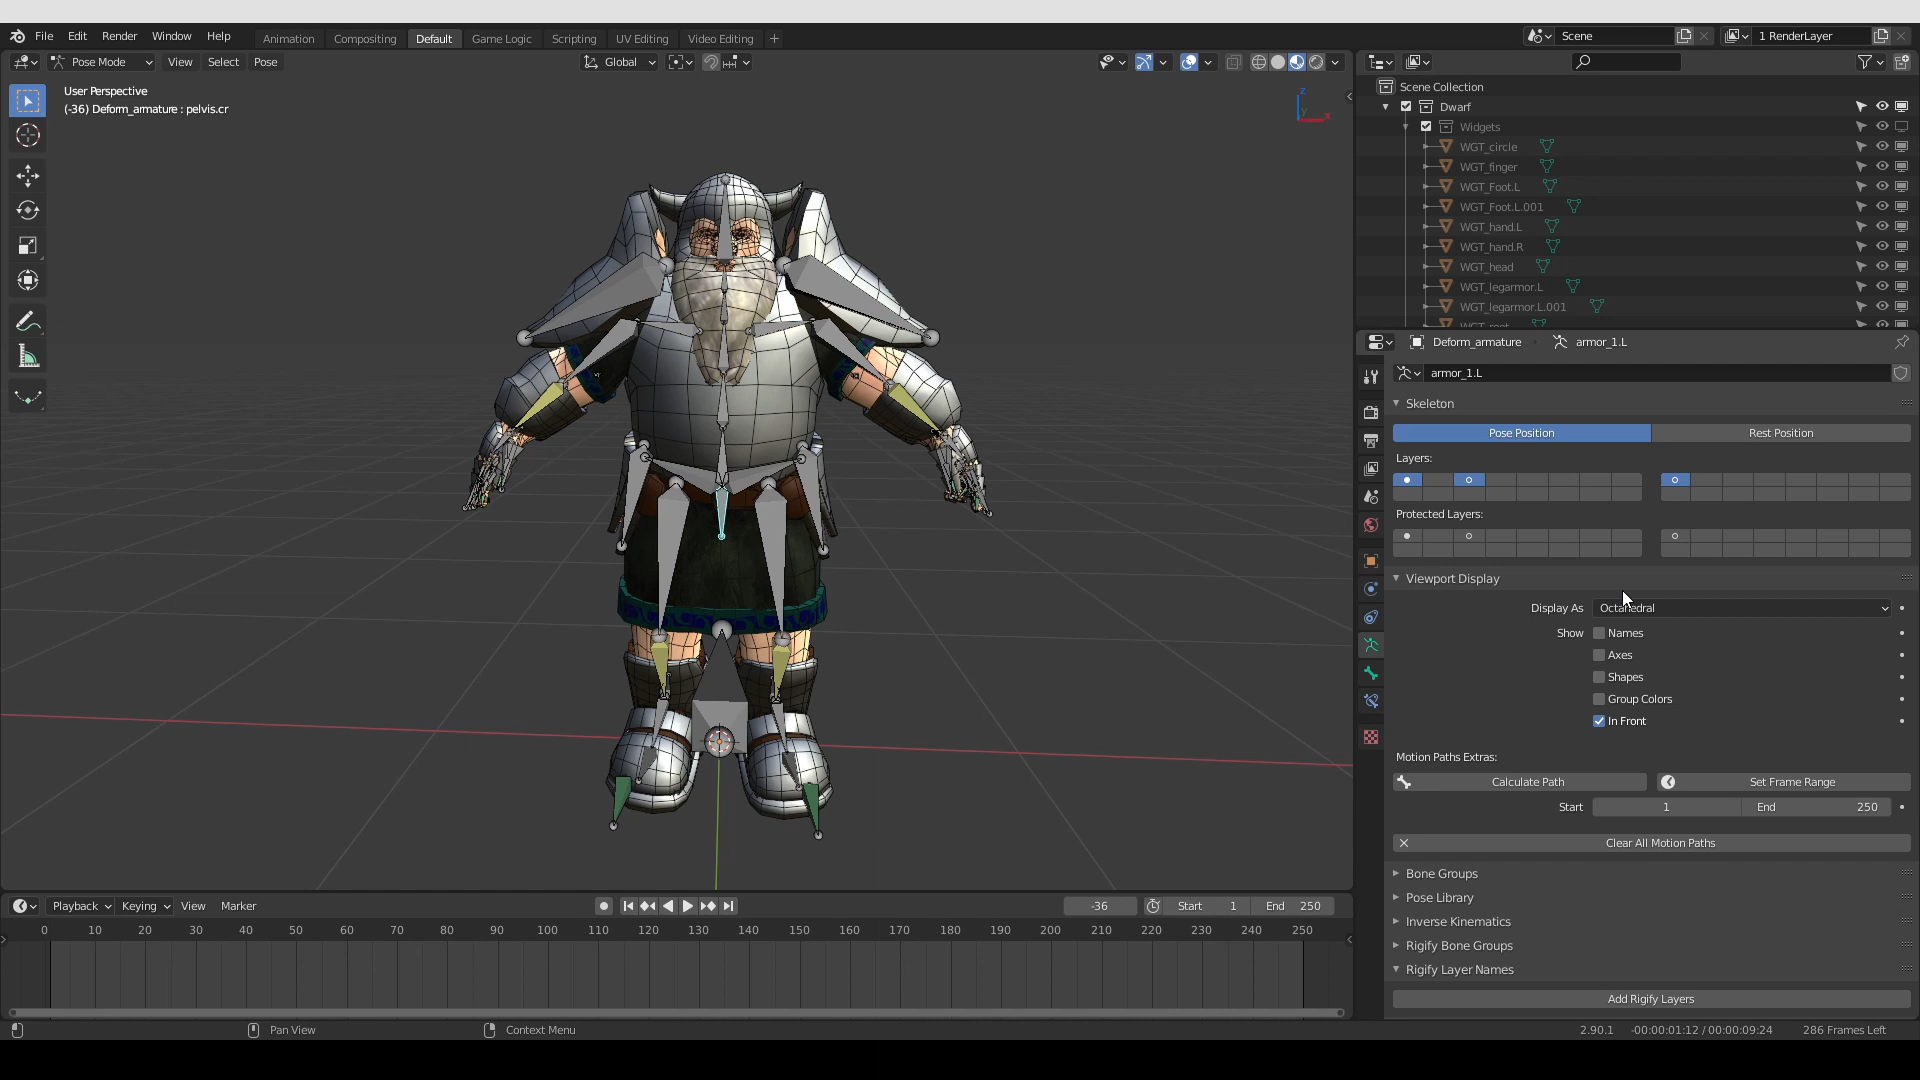 File Edit Render Window Help Animation Compositing Default Game Logic Scripting UV Editing Video Editing + Scene 1 RenderLayer
Pose Mode View Select Pose Global
User Perspective
(-36) Deform_armature : pelvis.cr
Z
Y
X
Scene Collection
Dwarf
Widgets
WGT_circle
WGT_finger
WGT_Foot.L
WGT_Foot.L.001
WGT_hand.L
WGT_hand.R
WGT_head
WGT_legarmor.L
WGT_legarmor.L.001
WGT_root
Deform_armature armor_1.L
armor_1.L
Skeleton
Pose Position Rest Position
Layers:
Protected Layers:
Viewport Display
Display As Octahedral
Show Names
Axes
Shapes
Group Colors
In Front
Motion Paths Extras:
Calculate Path Set Frame Range
Start 1 End 250
Clear All Motion Paths
Bone Groups
Pose Library
Inverse Kinematics
Rigify Bone Groups
Rigify Layer Names
Add Rigify Layers
Playback Keying View Marker -36 Start 1 End 250
0 10 20 30 40 50 60 70 80 90 100 110 120 130 140 150 160 170 180 190 200 210 220 230 240 250
Pan View Context Menu 2.90.1 -00:00:01:12 / 00:00:09:24 286 Frames Left